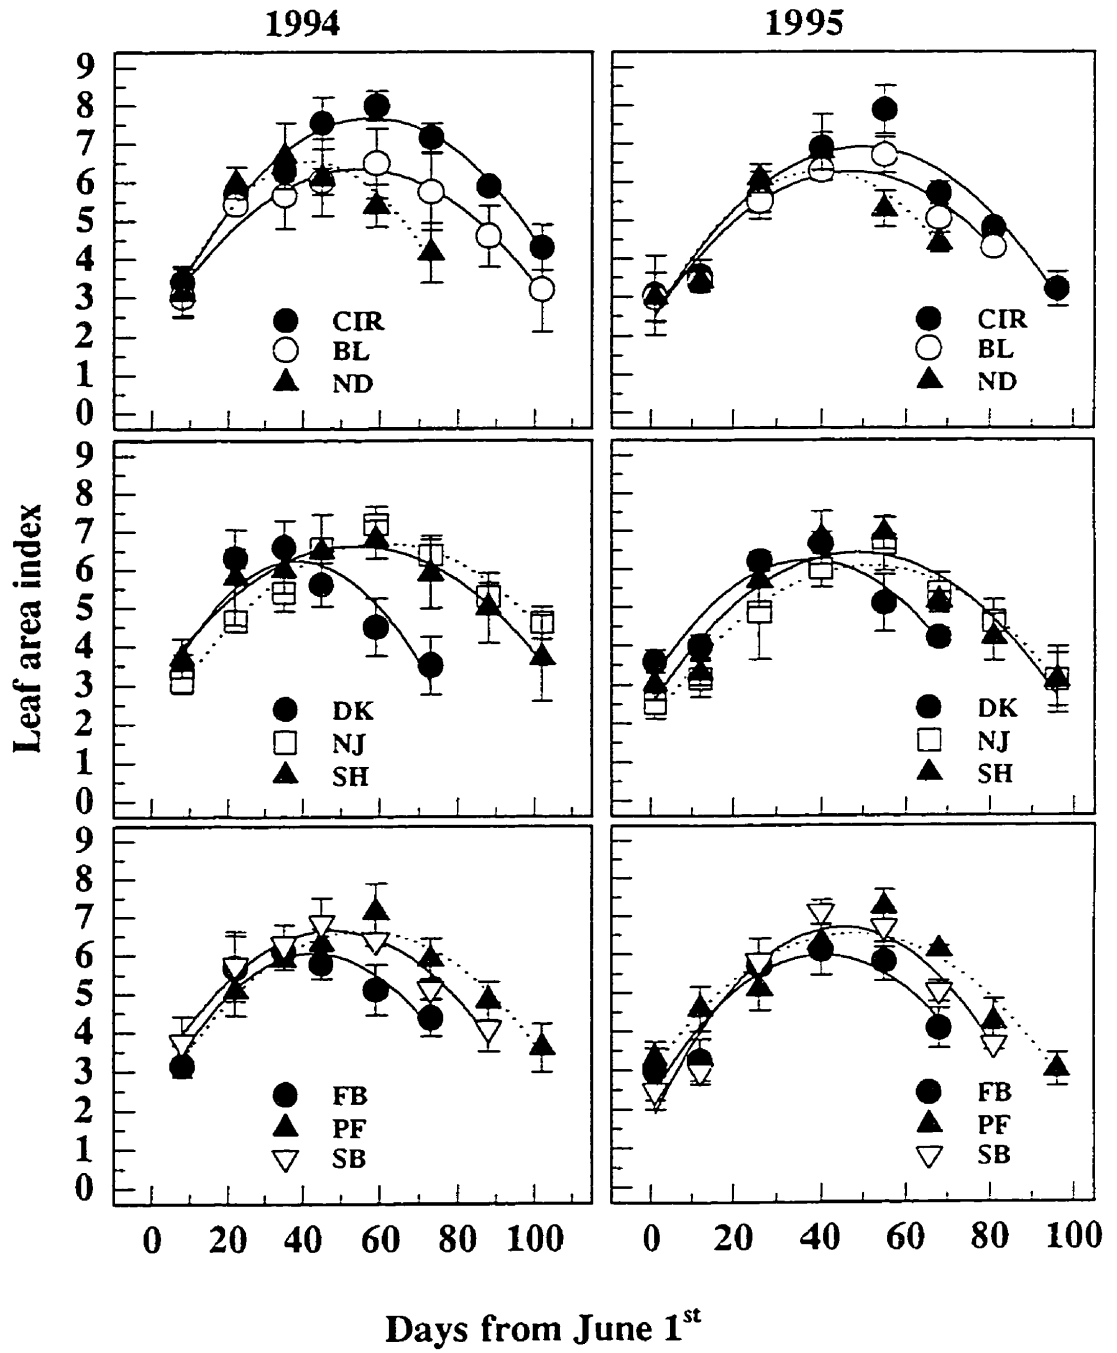 1994 1995
9
8
7
6
5
4
3
2
1
0
CIR
BL
ND
CIR
BL
ND
9
8
7
6
5
4
3
2
1
0
DK
NJ
SH
DK
NJ
SH
Leaf area index
9
8
7
6
5
4
3
2
1
0
FB
PF
SB
FB
PF
SB
0 20 40 60 80 100 0 20 40 60 80 100
Days from June 1st